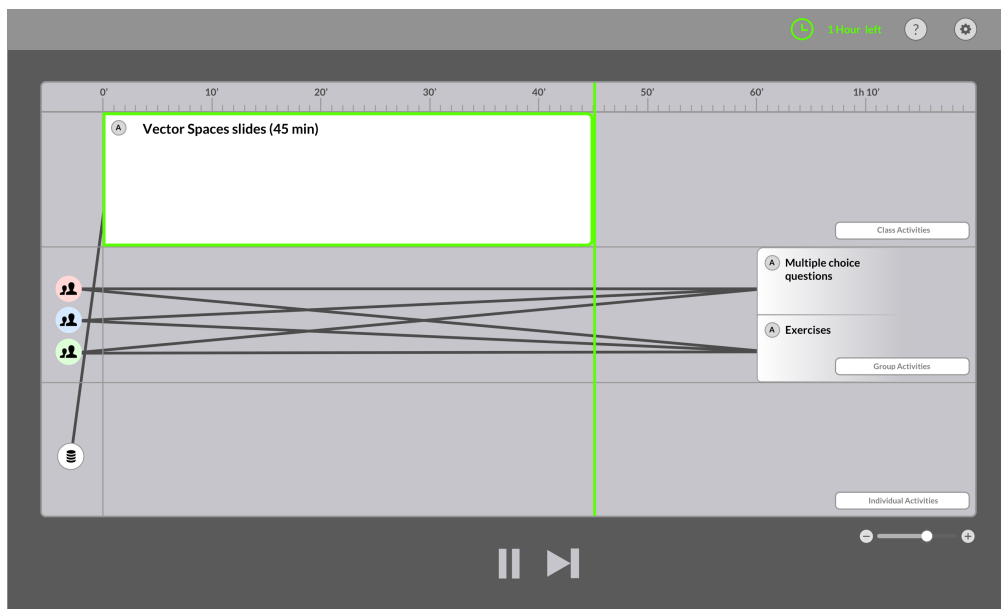 1 Hour left
?
0' 10' 20' 30' 40' 50' 60' 1h 10'
A Vector Spaces slides (45 min)
Class Activities
A Multiple choice
questions
A Exercises
Group Activities
Individual Activities